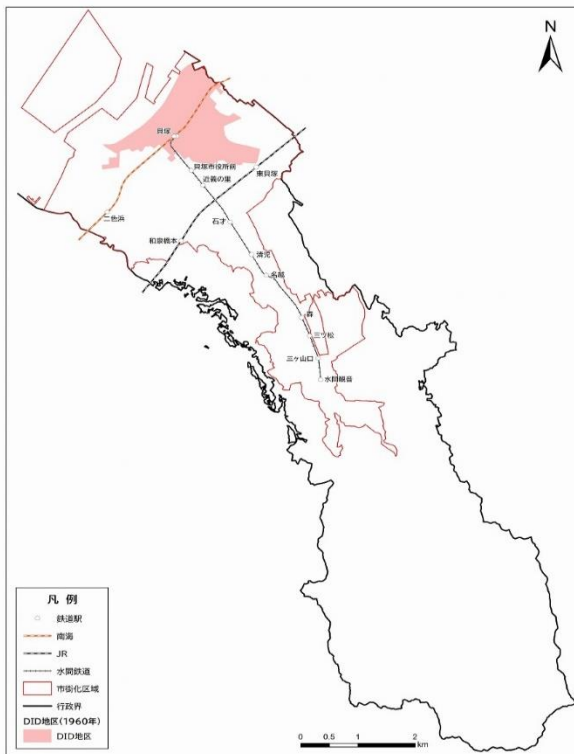 N
貝塚
貝塚市役所前
近義の里
東貝塚
二色浜
石才
和泉橋本
清児
名越
森
三ツ松
三ヶ山口
水間観音
凡例
鉄道駅
南海
JR
水間鉄道
市街化区域
行政界
DID地区(1960年)
DID地区
0 0.5 1 2
km